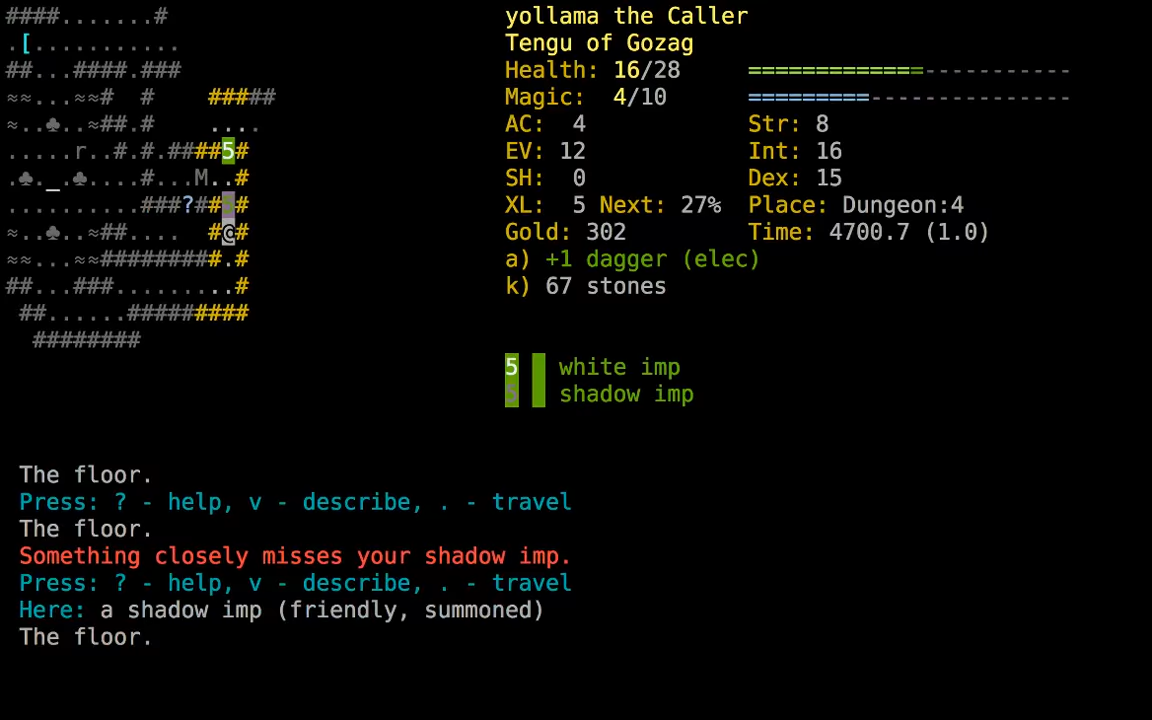 ####.......#
.[...........
##...####.###
≈≈...≈≈#  #    #####
≈..♣..≈##.#    ....
.....r..#.#.####5#
.♣._.♣....#...M..#
..........###?##5#
≈..♣..≈##....  #@#
≈≈...≈≈#########.#
##...###.........#
##......#########
########
yollama the Caller
Tengu of Gozag
Health: 16/28 ========================
Magic: 4/10 ========================
AC: 4 Str: 8
EV: 12 Int: 16
SH: 0 Dex: 15
XL: 5 Next: 27% Place: Dungeon:4
Gold: 302 Time: 4700.7 (1.0)
a) +1 dagger (elec)
k) 67 stones
5 white imp
5 shadow imp
The floor.
Press: ? - help, v - describe, . - travel
The floor.
Something closely misses your shadow imp.
Press: ? - help, v - describe, . - travel
Here: a shadow imp (friendly, summoned)
The floor.